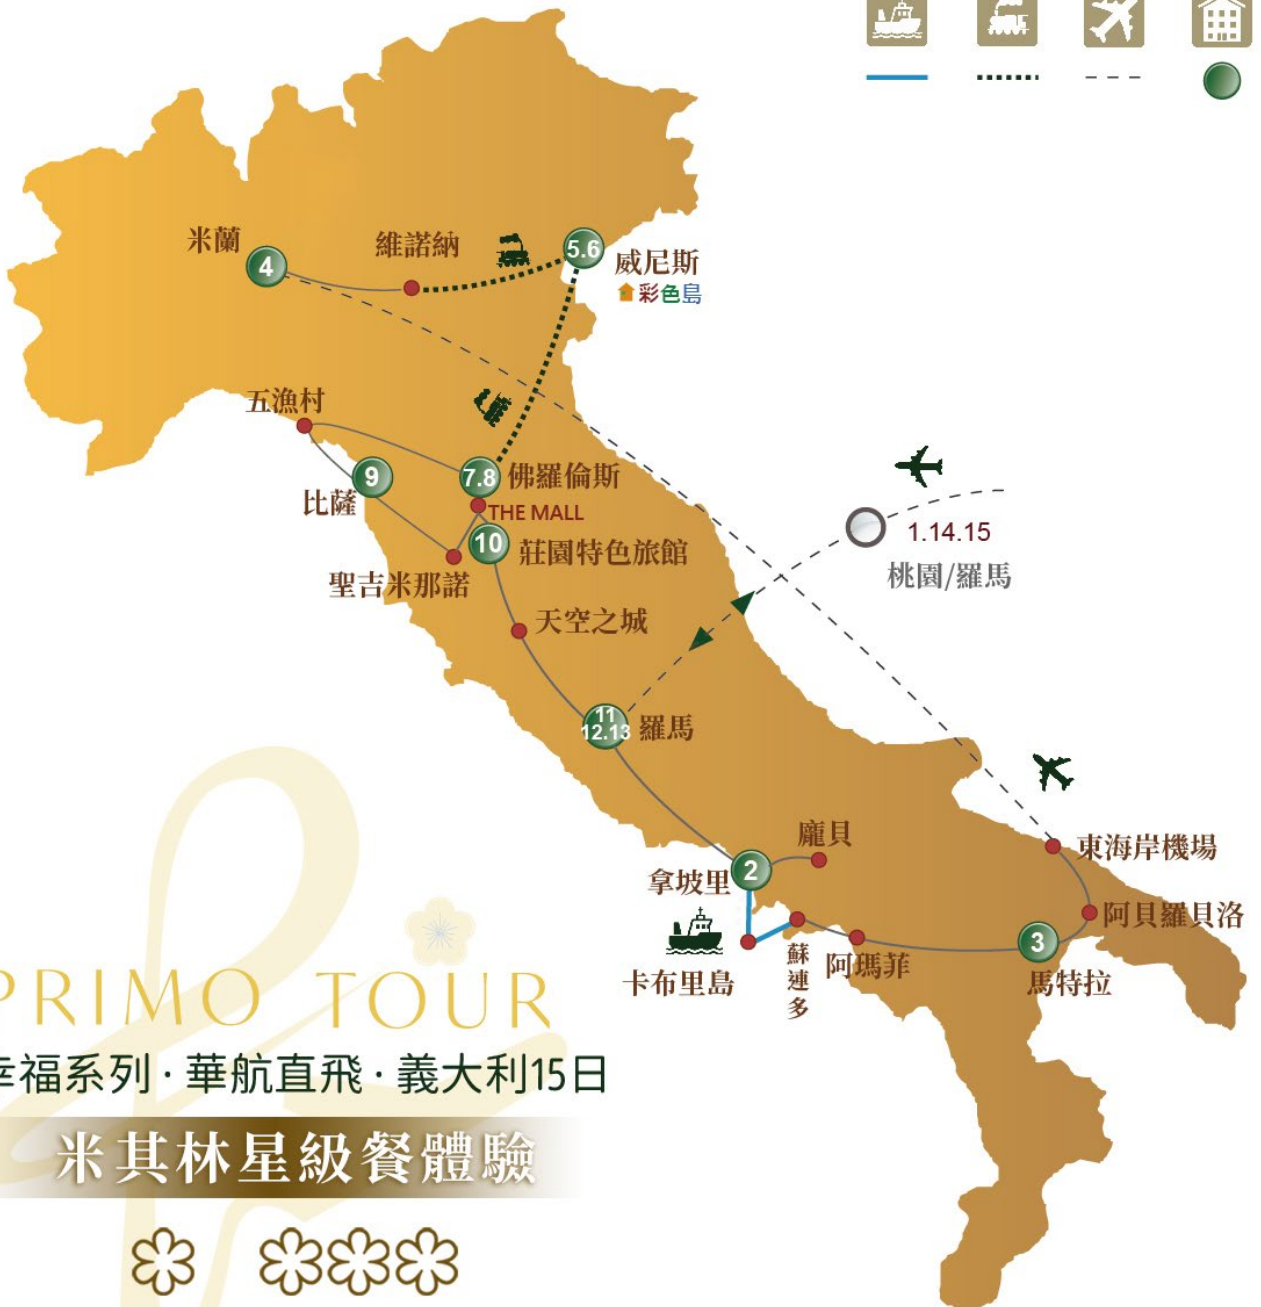 米蘭
4
維諾納
5.6
威尼斯
彩色島
五漁村
9
比薩
7.8
佛羅倫斯
THE MALL
10
莊園特色旅館
聖吉米那諾
天空之城
1.14.15
桃園/羅馬
11
12.13
羅馬
龐貝
2
拿坡里
東海岸機場
阿貝羅貝洛
3
馬特拉
阿瑪菲
蘇連多
卡布里島
PRIMO TOUR
幸福系列·華航直飛·義大利15日
米其林星級餐體驗